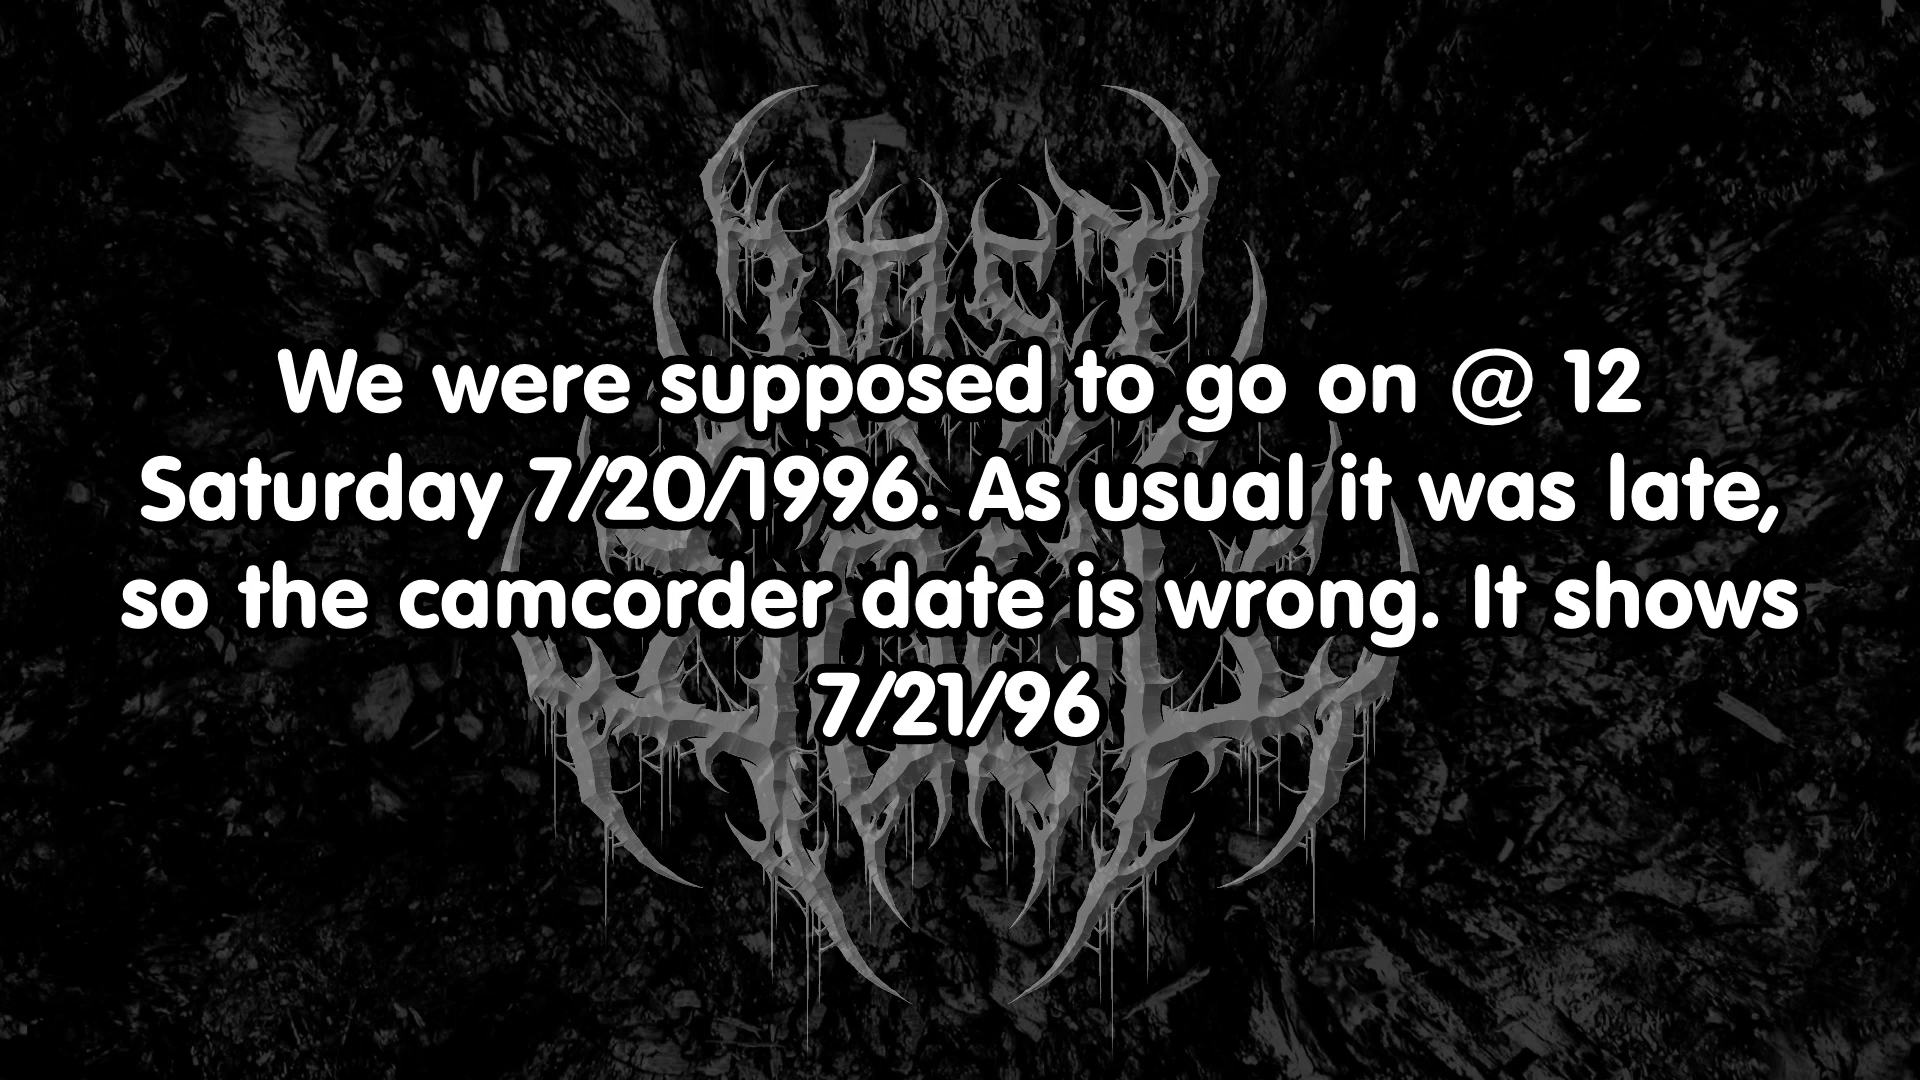 We were supposed to go on @ 12
Saturday 7/20/1996. As usual it was late,
so the camcorder date is wrong. It shows
7/21/96